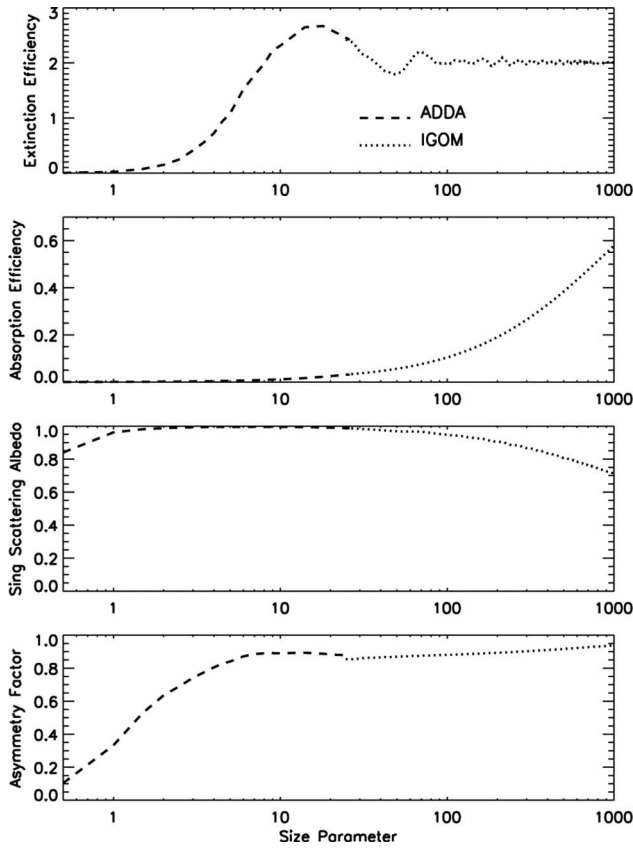 Extinction Efficiency
3
2
1
0
ADDA
IGOM
1 10 100 1000
Absorption Efficiency
0.6
0.4
0.2
0.0
1 10 100 1000
Sing Scattering Albedo
1.0
0.8
0.6
0.4
0.2
0.0
1 10 100 1000
Asymmetry Factor
1.0
0.8
0.6
0.4
0.2
0.0
1 10 100 1000
Size Parameter